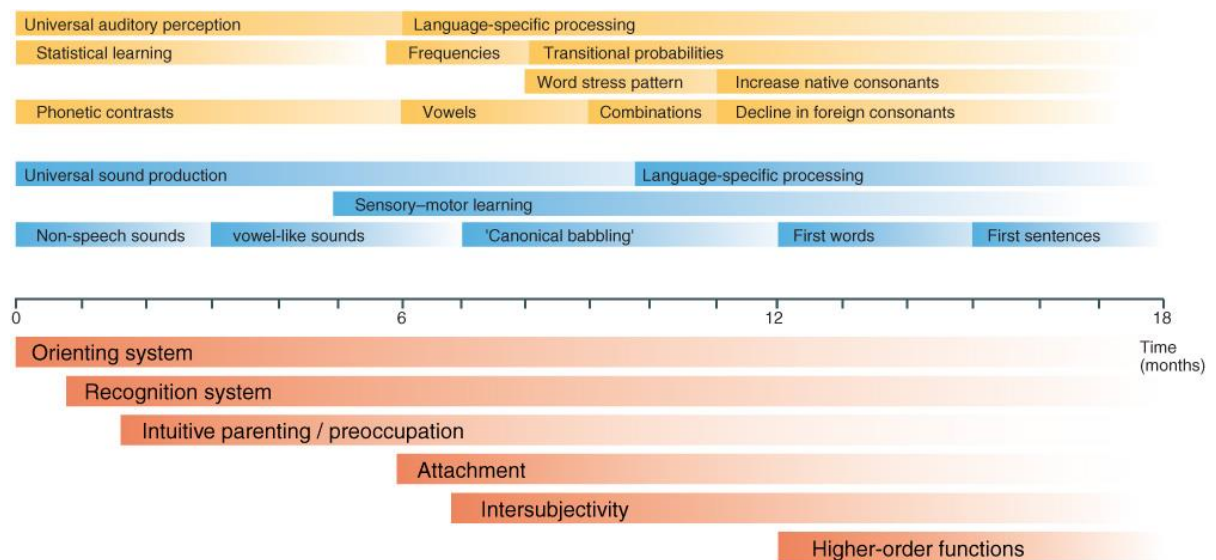 Universal auditory perception Language-specific processing
Statistical learning Frequencies Transitional probabilities
Word stress pattern Increase native consonants
Phonetic contrasts Vowels Combinations Decline in foreign consonants
Universal sound production Language-specific processing
Sensory–motor learning
Non-speech sounds vowel-like sounds 'Canonical babbling' First words First sentences
0 6 12 18
Time
(months)
Orienting system
Recognition system
Intuitive parenting / preoccupation
Attachment
Intersubjectivity
Higher-order functions